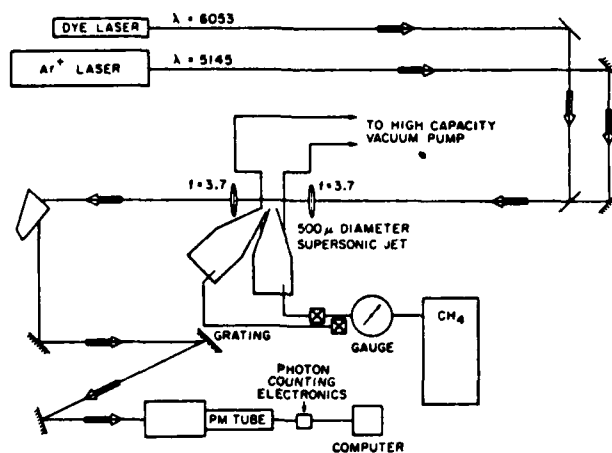 DYE LASER
λ = 6053
Ar+ LASER
λ = 5145
TO HIGH CAPACITY
VACUUM PUMP
f = 3.7
f = 3.7
500μ DIAMETER
SUPERSONIC JET
GRATING
GAUGE
CH4
PHOTON
COUNTING
ELECTRONICS
PM TUBE
COMPUTER